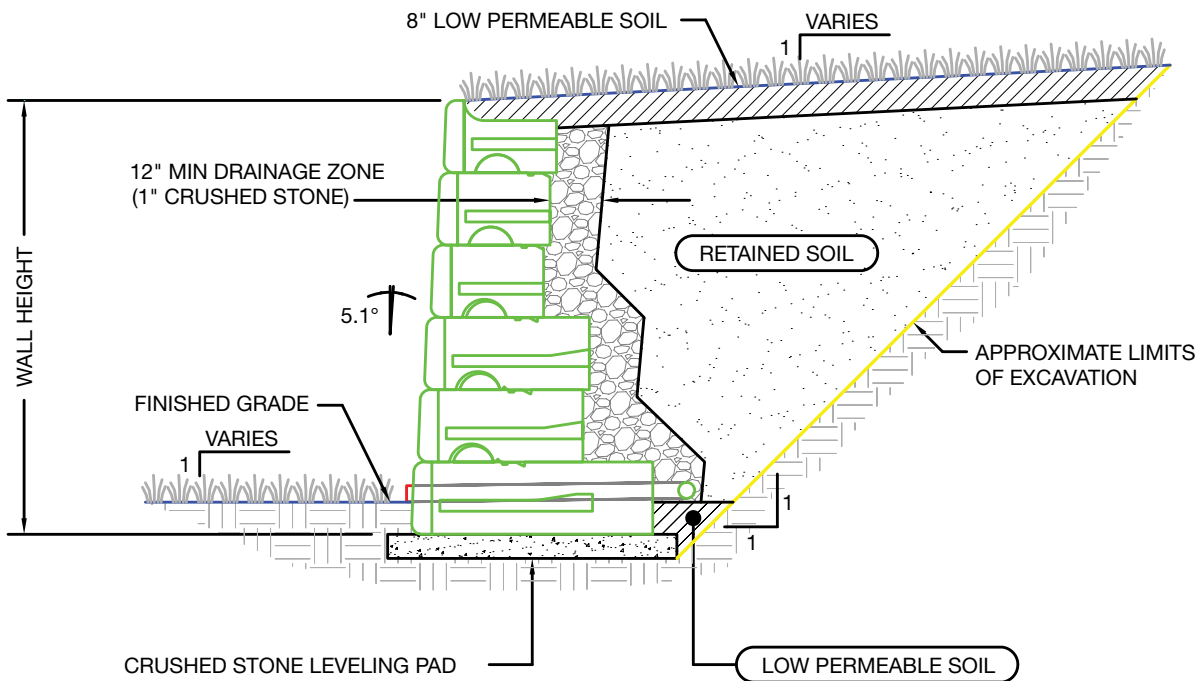 8" LOW PERMEABLE SOIL
VARIES
1
12" MIN DRAINAGE ZONE
(1" CRUSHED STONE)
RETAINED SOIL
WALL HEIGHT
5.1°
APPROXIMATE LIMITS
OF EXCAVATION
FINISHED GRADE
VARIES
1
1
1
CRUSHED STONE LEVELING PAD
LOW PERMEABLE SOIL